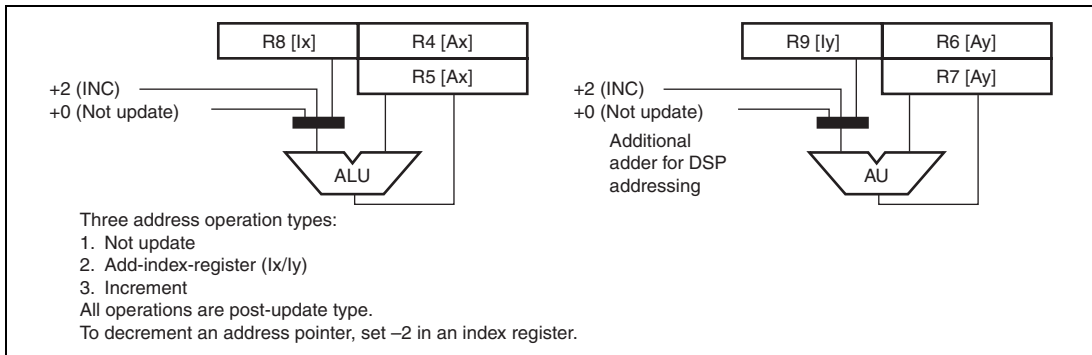 R8 [Ix]
R4 [Ax]
R5 [Ax]
+2 (INC)
+0 (Not update)
ALU
R9 [Iy]
R6 [Ay]
R7 [Ay]
+2 (INC)
+0 (Not update)
Additional
adder for DSP
addressing
AU
Three address operation types:
1. Not update
2. Add-index-register (Ix/Iy)
3. Increment
All operations are post-update type.
To decrement an address pointer, set –2 in an index register.